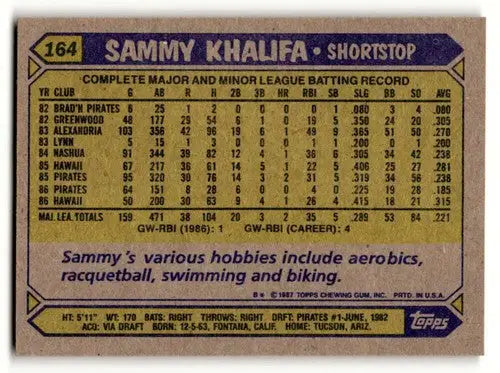 164 SAMMY KHALIFA • SHORTSTOP
COMPLETE MAJOR AND MINOR LEAGUE BATTING RECORD
YR CLUB G AB R H 2B 3B HR RBI SB SLG BB SO AVG
82 BRAD'N PIRATES 6 25 1 2 0 0 0 1 0 .080 3 4 .080
82 GREENWOOD 48 177 29 54 6 1 0 17 0 .350 20 24 .305
83 ALEXANDRIA 103 356 42 96 19 6 1 49 9 .365 51 50 .270
83 LYNN 5 15 1 5 0 0 0 0 0 .333 0 1 .333
84 NASHUA 91 344 39 82 12 4 1 36 6 .305 34 42 .238
85 HAWAII 67 217 36 61 14 5 1 22 5 .406 25 27 .281
85 PIRATES 95 320 30 76 14 3 2 31 5 .319 34 56 .238
86 PIRATES 64 151 8 28 6 0 0 4 0 .225 19 28 .185
86 HAWAII 50 200 30 63 9 4 1 26 4 .415 18 21 .315
MAJ. LEA. TOTALS 159 471 38 104 20 3 2 35 5 .289 53 84 .221
GW-RBI (1986): 1 GW-RBI (CAREER): 4
Sammy's various hobbies include aerobics,
racquetball, swimming and biking.
B* © 1987 TOPPS CHEWING GUM, INC. PRTD. IN U.S.A.
HT: 5'11" WT: 170 BATS: RIGHT THROWS: RIGHT DRFT: PIRATES #1-JUNE, 1982
ACQ: VIA DRAFT BORN: 12-5-63, FONTANA, CALIF. HOME: TUCSON, ARIZ.
Topps